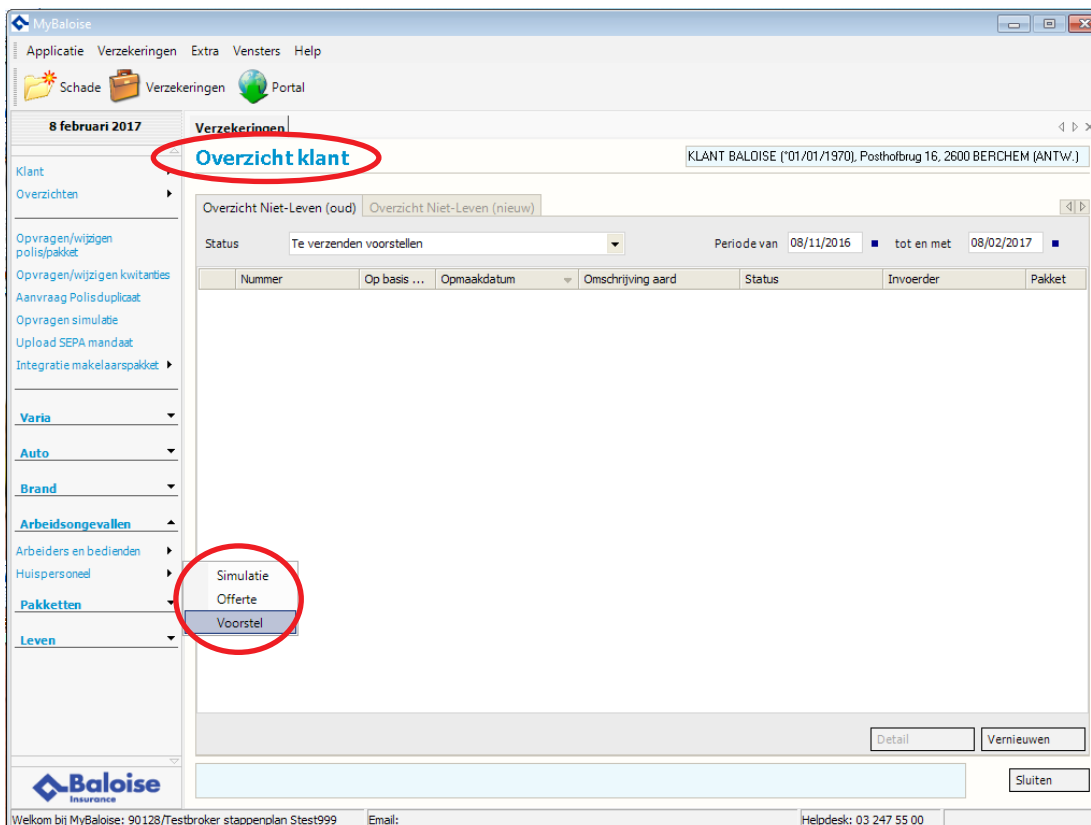 MyBaloise
Applicatie Verzekeringen Extra Vensters Help
Schade Verzekeringen Portal
8 februari 2017
Verzekeringen
Overzicht klant
KLANT BALOISE (°01/01/1970), Posthofbrug 16, 2600 BERCHEM (ANTW.)
Klant
Overzichten
Opvragen/wijzigen
polis/pakket
Opvragen/wijzigen kwitanties
Aanvraag Polisduplicaat
Opvragen simulatie
Upload SEPA mandaat
Integratie makelaarspakket
Varia
Auto
Brand
Arbeidsongevallen
Arbeiders en bedienden
Huispersoneel
Pakketten
Leven
Simulatie
Offerte
Voorstel
Overzicht Niet-Leven (oud) Overzicht Niet-Leven (nieuw)
Status Te verzenden voorstellen Periode van 08/11/2016 tot en met 08/02/2017
Nummer Op basis ... Opmaakdatum Omschrijving aard Status Invoerder Pakket
Detail Vernieuwen
Sluiten
Baloise
Insurance
Welkom bij MyBaloise: 90128/Testbroker stappenplan Stest999 Email: Helpdesk: 03 247 55 00